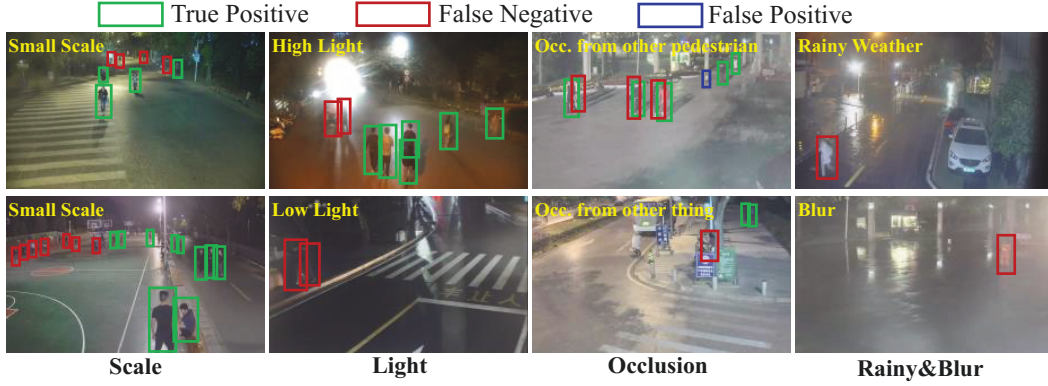 True Positive
False Negative
False Positive
Small Scale
High Light
Occ. from other pedestrian
Rainy Weather
Small Scale
Low Light
Occ. from other thing
Blur
Scale
Light
Occlusion
Rainy&Blur